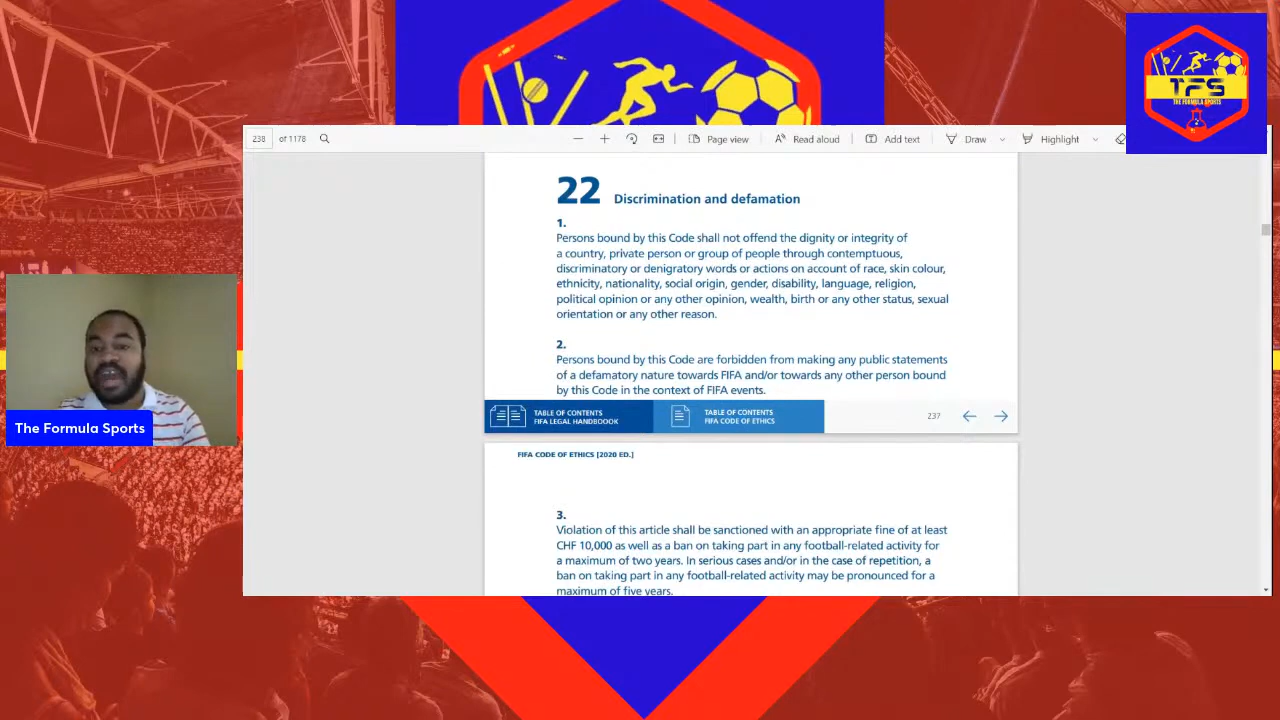 TFS
THE FORMULA SPORTS
238 of 1178
Page view
Read aloud
Add text
Draw
Highlight
22 Discrimination and defamation
1.
Persons bound by this Code shall not offend the dignity or integrity of
a country, private person or group of people through contemptuous,
discriminatory or denigratory words or actions on account of race, skin colour,
ethnicity, nationality, social origin, gender, disability, language, religion,
political opinion or any other opinion, wealth, birth or any other status, sexual
orientation or any other reason.
2.
Persons bound by this Code are forbidden from making any public statements
of a defamatory nature towards FIFA and/or towards any other person bound
by this Code in the context of FIFA events.
TABLE OF CONTENTS
FIFA LEGAL HANDBOOOK
TABLE OF CONTENTS
FIFA CODE OF ETHICS
237
The Formula Sports
FIFA CODE OF ETHICS [2020 ED.]
3.
Violation of this article shall be sanctioned with an appropriate fine of at least
CHF 10,000 as well as a ban on taking part in any football-related activity for
a maximum of two years. In serious cases and/or in the case of repetition, a
ban on taking part in any football-related activity may be pronounced for a
maximum of five years.